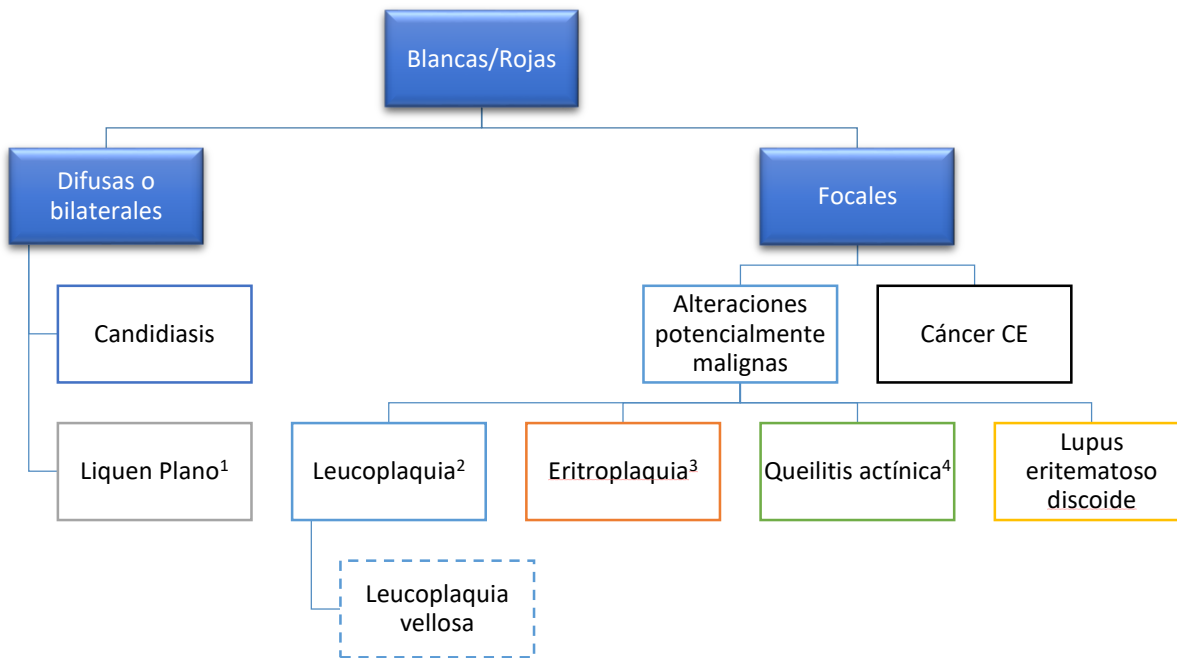 Blancas/Rojas
Difusas o
bilaterales
Focales
Candidiasis
Alteraciones
potencialmente
malignas
Cáncer CE
Liquen Plano¹
Leucoplaquia²
Eritroplaquia³
Queilitis actínica⁴
Lupus
eritematoso
discoide
Leucoplaquia
vellosa